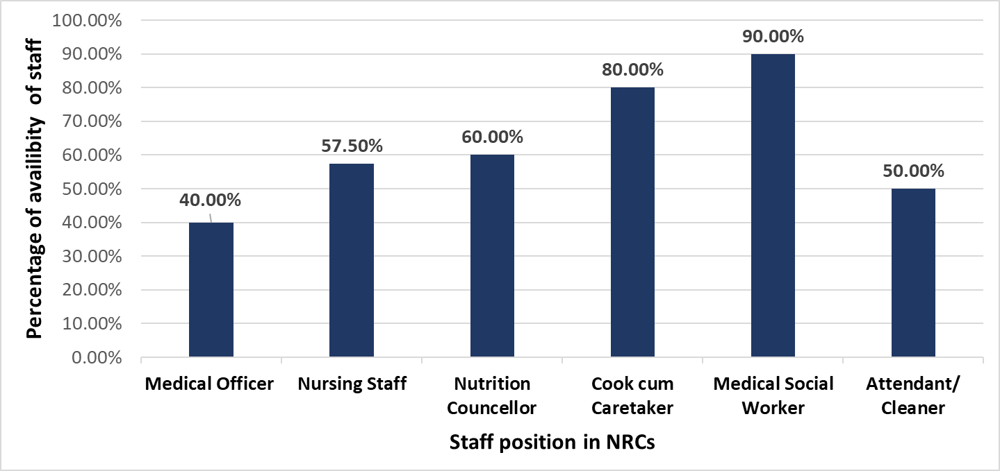 Percentage of availibity of staff
100.00%
90.00%
80.00%
70.00%
60.00%
50.00%
40.00%
30.00%
20.00%
10.00%
0.00%
40.00%
57.50%
60.00%
80.00%
90.00%
50.00%
Medical Officer
Nursing Staff
Nutrition
Councellor
Cook cum
Caretaker
Medical Social
Worker
Attendant/
Cleaner
Staff position in NRCs